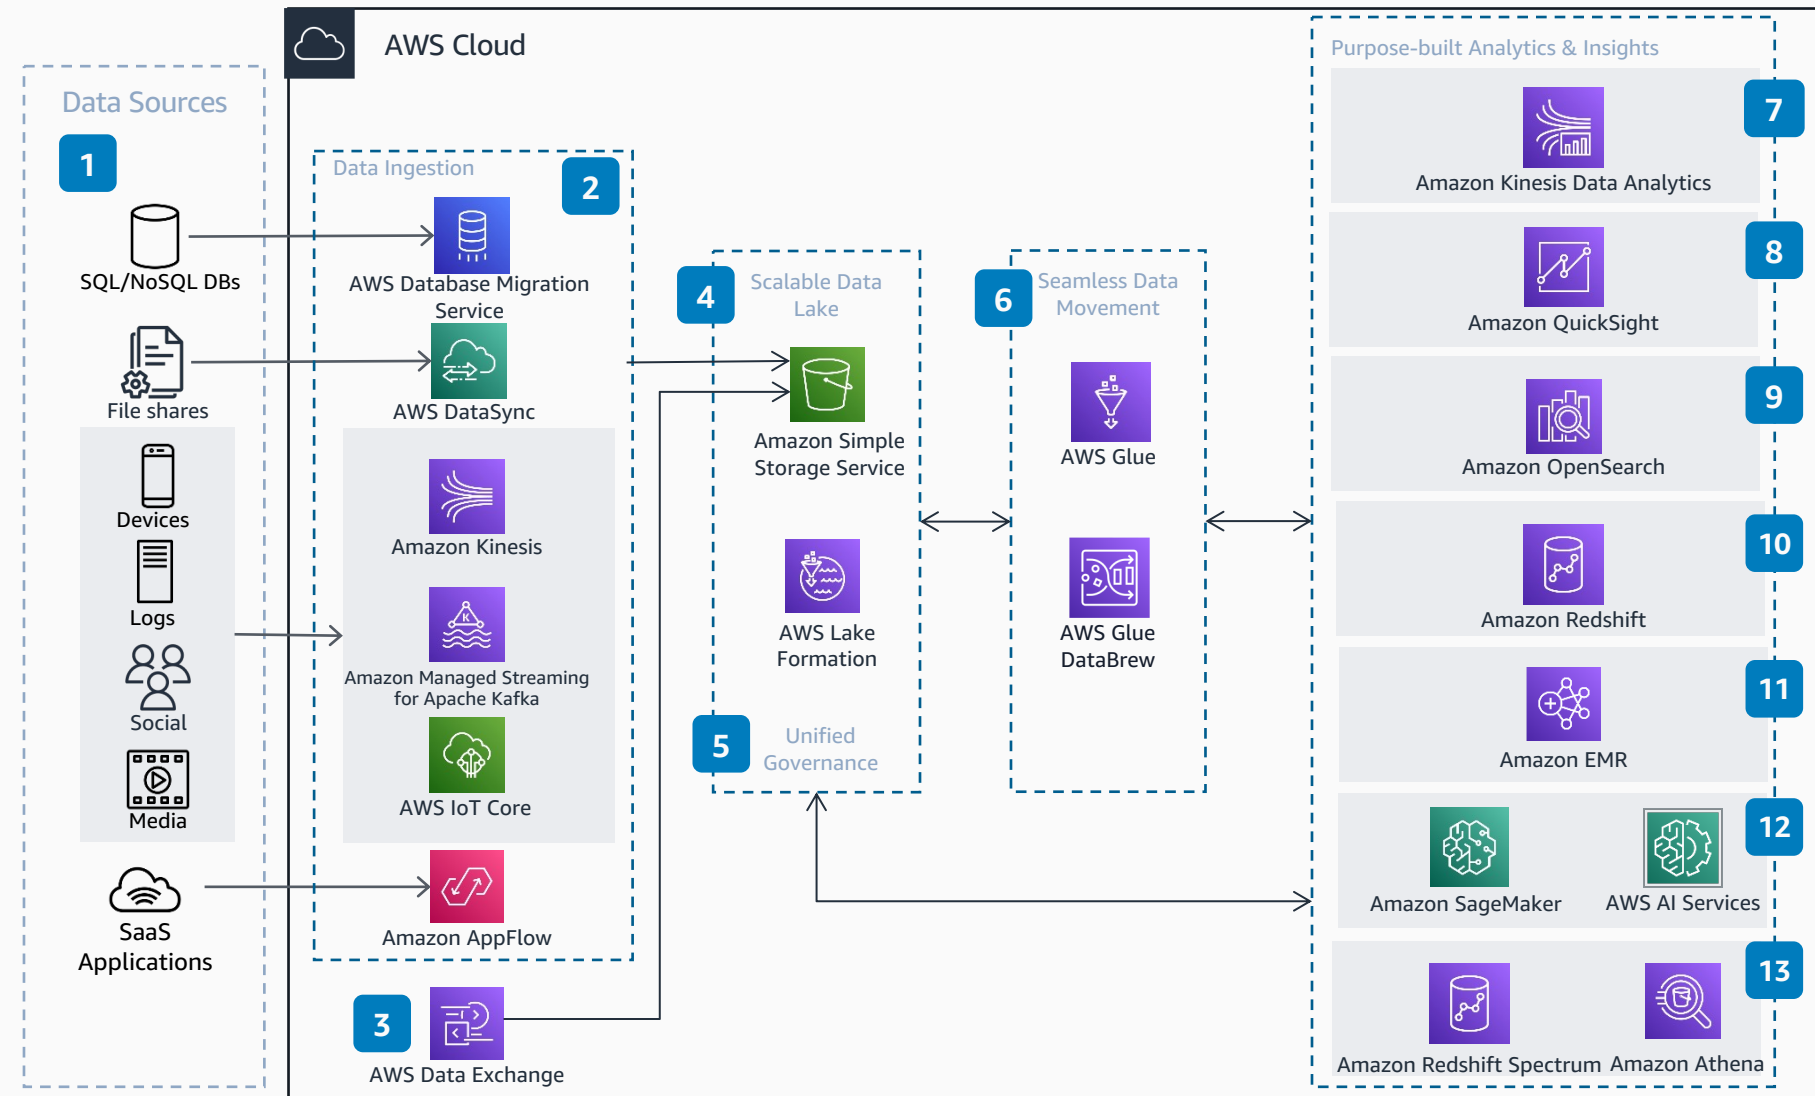 AWS Cloud
Data Sources
1
SQL/NoSQL DBs
File shares
Devices
Logs
Social
Media
SaaS
Applications
Data Ingestion
2
AWS Database Migration
Service
AWS DataSync
Amazon Kinesis
K
Amazon Managed Streaming
for Apache Kafka
AWS IoT Core
Amazon AppFlow
3
AWS Data Exchange
4
Scalable Data
Lake
Amazon Simple
Storage Service
AWS Lake
Formation
5
Unified
Governance
6
Seamless Data
Movement
AWS Glue
AWS Glue
DataBrew
Purpose-built Analytics & Insights
7
Amazon Kinesis Data Analytics
8
Amazon QuickSight
9
Amazon OpenSearch
10
Amazon Redshift
11
Amazon EMR
12
Amazon SageMaker
AWS AI Services
13
Amazon Redshift Spectrum
Amazon Athena